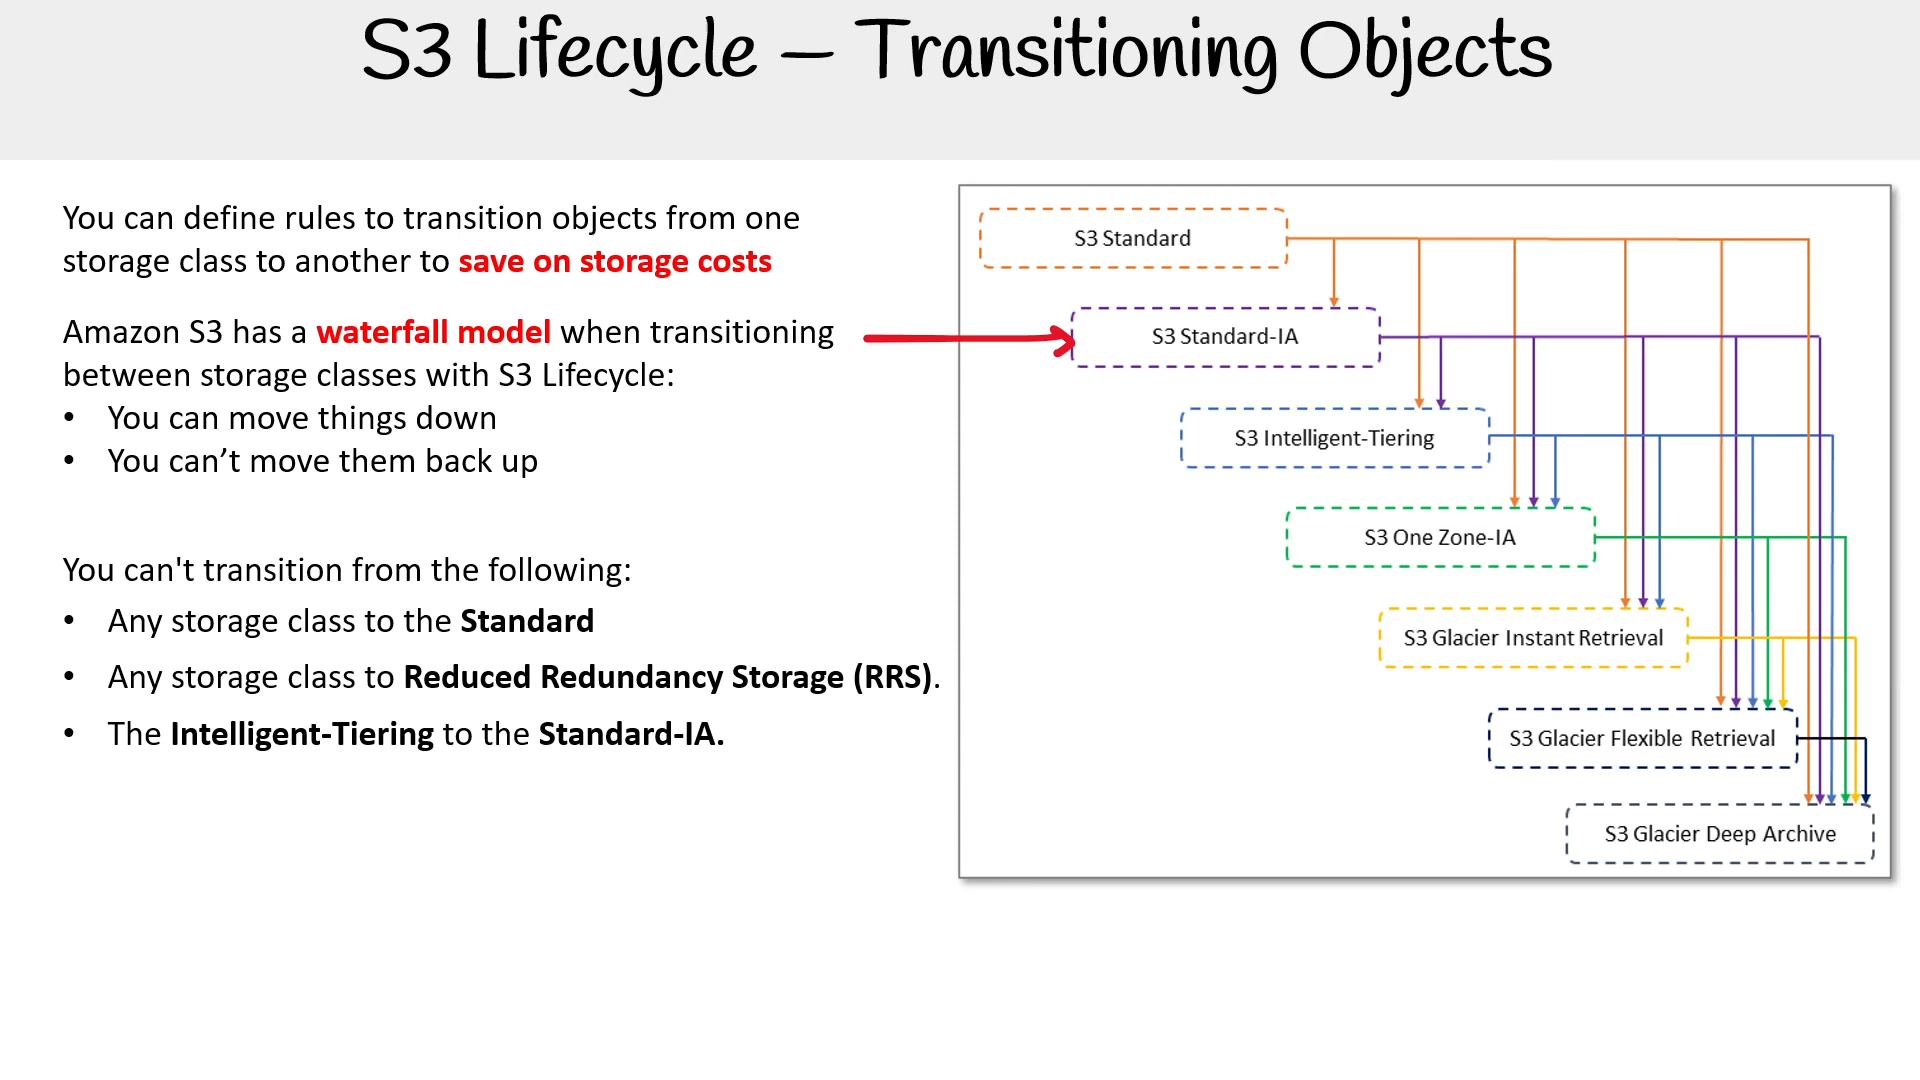 S3 Lifecycle – Transitioning Objects
You can define rules to transition objects from one
storage class to another to save on storage costs
Amazon S3 has a waterfall model when transitioning
between storage classes with S3 Lifecycle:
• You can move things down
• You can’t move them back up
You can't transition from the following:
• Any storage class to the Standard
• Any storage class to Reduced Redundancy Storage (RRS).
• The Intelligent-Tiering to the Standard-IA.
S3 Standard
S3 Standard-IA
S3 Intelligent-Tiering
S3 One Zone-IA
S3 Glacier Instant Retrieval
S3 Glacier Flexible Retrieval
S3 Glacier Deep Archive